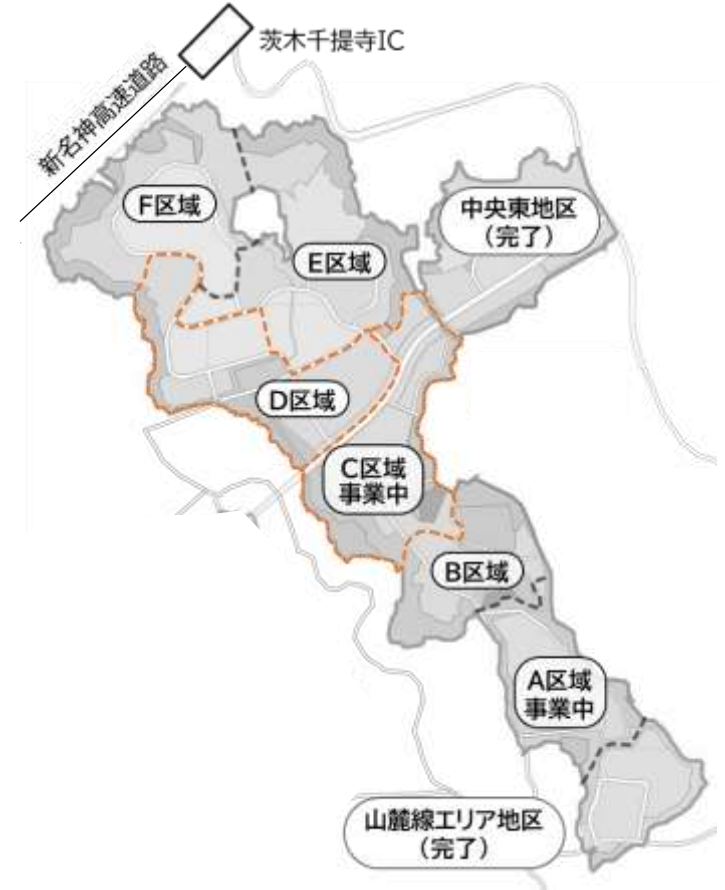 茨木千提寺IC
新名神高速道路
F区域
中央東地区
（完了）
E区域
D区域
C区域
事業中
B区域
A区域
事業中
山麓線エリア地区
（完了）